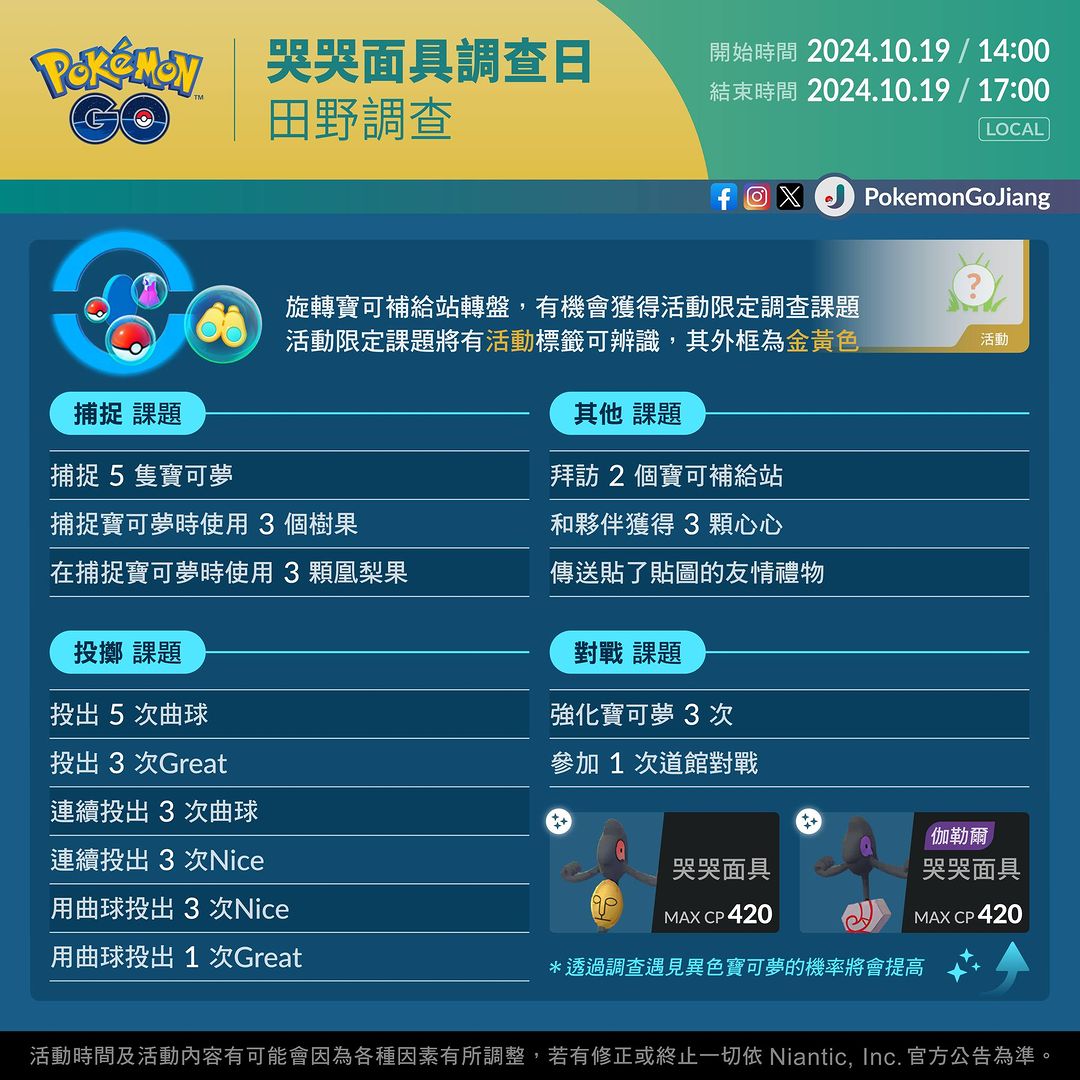 POKÉMON GO™
哭哭面具調查日
田野調查
開始時間 2024.10.19 / 14:00
結束時間 2024.10.19 / 17:00
LOCAL
PokemonGoJiang
旋轉寶可補給站轉盤，有機會獲得活動限定調查課題
活動限定課題將有活動標籤可辨識，其外框為金黃色
?
活動
捕捉 課題
捕捉 5 隻寶可夢
捕捉寶可夢時使用 3 個樹果
在捕捉寶可夢時使用 3 顆凰梨果
其他 課題
拜訪 2 個寶可補給站
和夥伴獲得 3 顆心心
傳送貼了貼圖的友情禮物
投擲 課題
投出 5 次曲球
投出 3 次Great
連續投出 3 次曲球
連續投出 3 次Nice
用曲球投出 3 次Nice
用曲球投出 1 次Great
對戰 課題
強化寶可夢 3 次
參加 1 次道館對戰
哭哭面具
MAX CP 420
伽勒爾
哭哭面具
MAX CP 420
＊透過調查遇見異色寶可夢的機率將會提高
活動時間及活動內容有可能會因為各種因素有所調整，若有修正或終止一切依 Niantic, Inc. 官方公告為準。